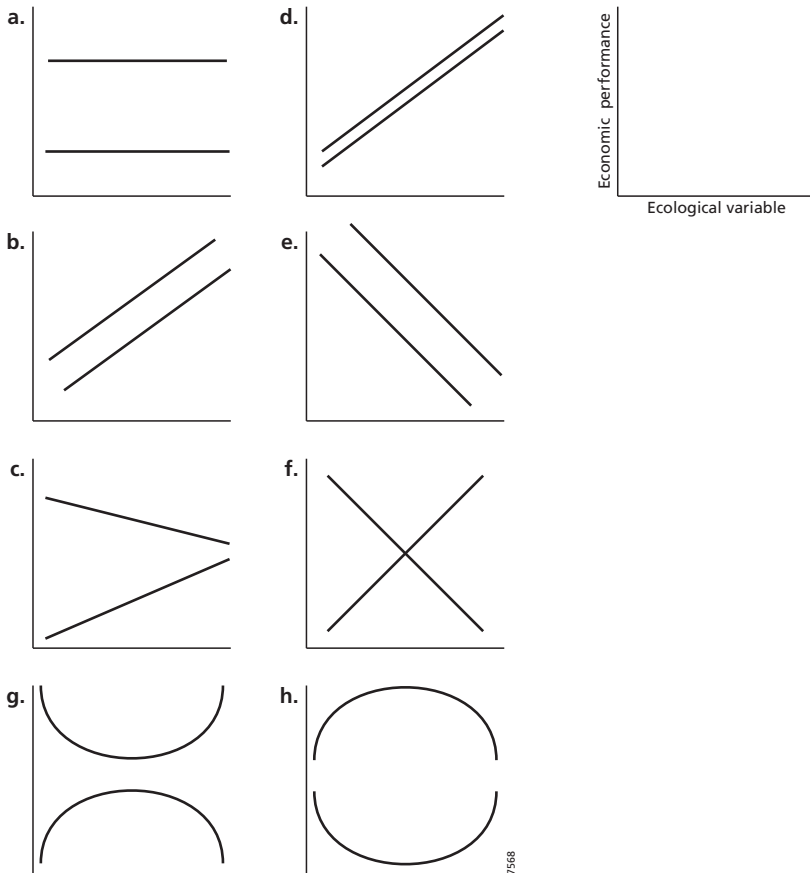 a.
d.
Economic performance
Ecological variable
b.
e.
c.
f.
g.
h.
7568